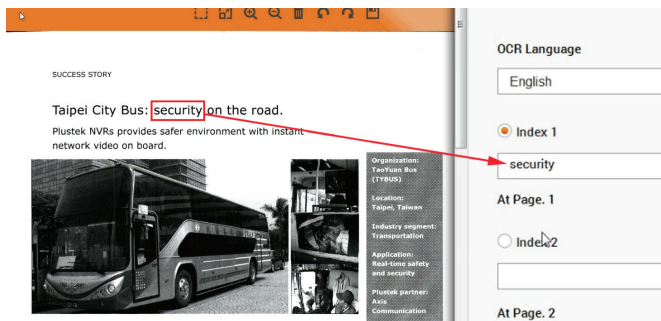 SUCCESS STORY
Taipei City Bus: security on the road.
Plustek NVRs provides safer environment with instant
network video on board.
Organization:
TaoYuan Bus
(TYBUS)
Location:
Taipei, Taiwan
Industry segment:
Transportation
Application:
Real-time safety
and security
Plustek partner:
Axis
Communication
OCR Language
English
Index 1
security
At Page. 1
Index 2
At Page. 2